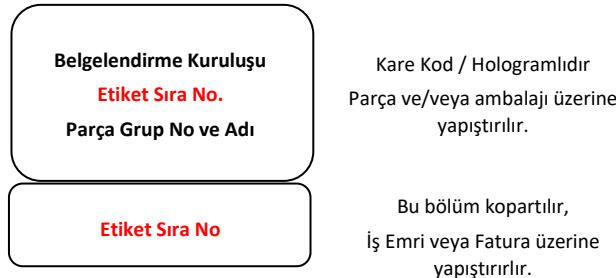 Belgelendirme Kuruluşu
Etiket Sıra No.
Parça Grup No ve Adı
Kare Kod / Hologramlıdır
Parça ve/veya ambalajı üzerine
yapıştırılır.
Etiket Sıra No
Bu bölüm kopartılır,
İş Emri veya Fatura üzerine
yapıştırırlır.